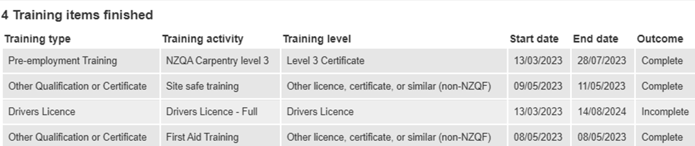 4 Training items finished
Training type Training activity Training level Start date End date Outcome
Pre-employment Training NZQA Carpentry level 3 Level 3 Certificate 13/03/2023 28/07/2023 Complete
Other Qualification or Certificate Site safe training Other licence, certificate, or similar (non-NZQF) 09/05/2023 11/05/2023 Complete
Drivers Licence Drivers Licence - Full Drivers Licence 13/03/2023 14/08/2024 Incomplete
Other Qualification or Certificate First Aid Training Other licence, certificate, or similar (non-NZQF) 08/05/2023 08/05/2023 Complete